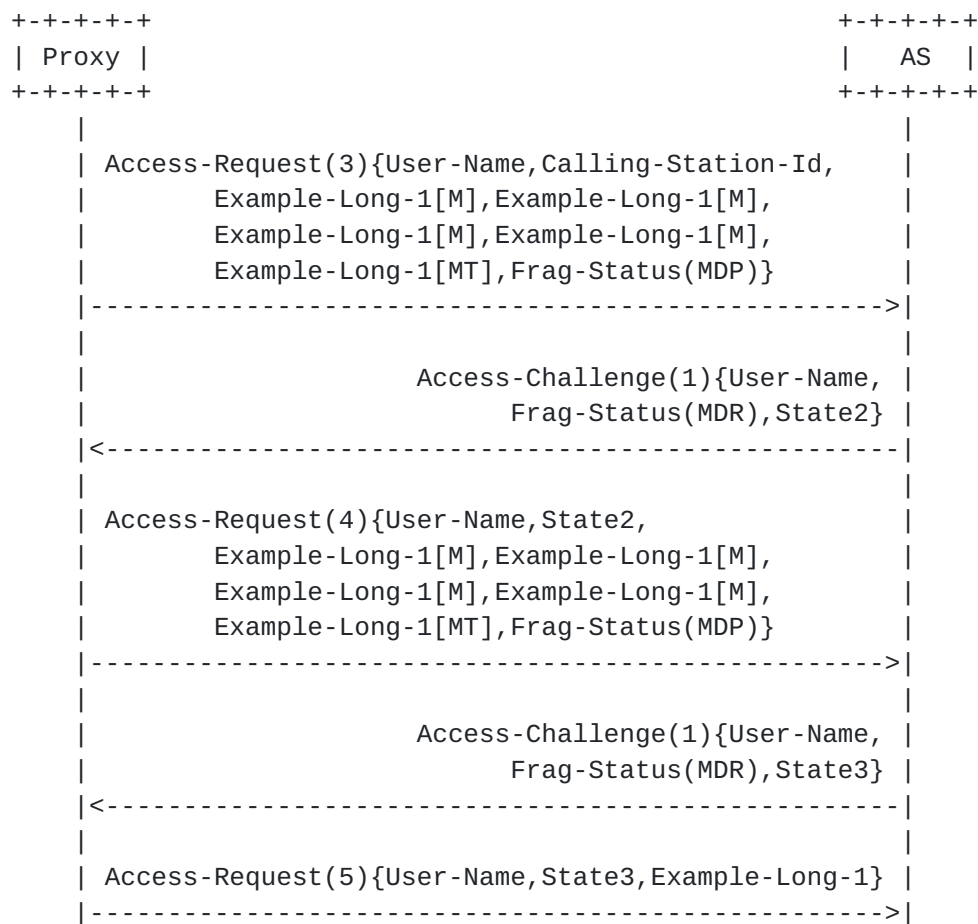 +-+-+-+-+                                            +-+-+-+-+
| Proxy |                                            |   AS  |
+-+-+-+-+                                            +-+-+-+-+
    |                                                    |
    | Access-Request(3){User-Name,Calling-Station-Id,    |
    |        Example-Long-1[M],Example-Long-1[M],        |
    |        Example-Long-1[M],Example-Long-1[M],        |
    |        Example-Long-1[MT],Frag-Status(MDP)}        |
    |--------------------------------------------------->|
    |                                                    |
    |                     Access-Challenge(1){User-Name, |
    |                           Frag-Status(MDR),State2} |
    |<---------------------------------------------------|
    |                                                    |
    | Access-Request(4){User-Name,State2,                |
    |        Example-Long-1[M],Example-Long-1[M],        |
    |        Example-Long-1[M],Example-Long-1[M],        |
    |        Example-Long-1[MT],Frag-Status(MDP)}        |
    |--------------------------------------------------->|
    |                                                    |
    |                     Access-Challenge(1){User-Name, |
    |                           Frag-Status(MDR),State3} |
    |<---------------------------------------------------|
    |                                                    |
    | Access-Request(5){User-Name,State3,Example-Long-1} |
    |--------------------------------------------------->|